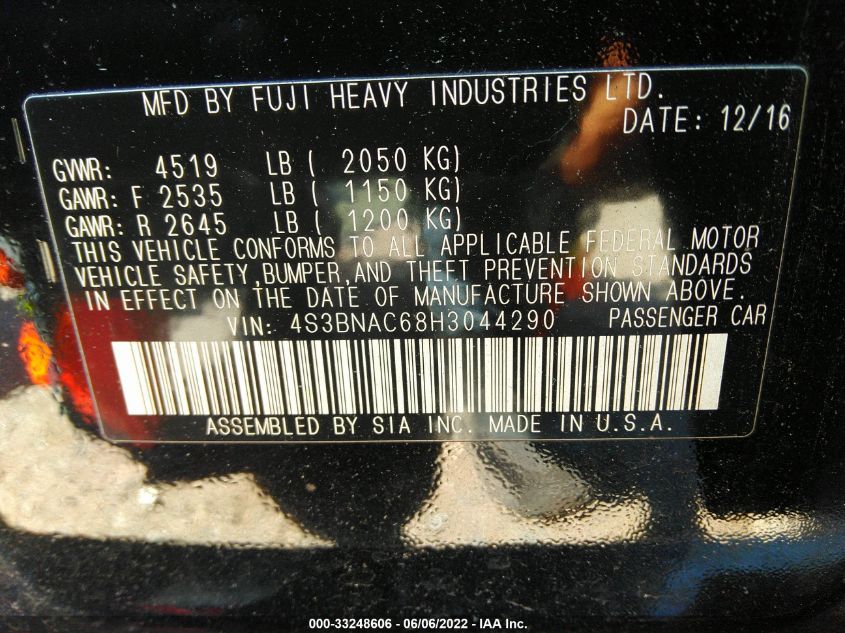 MFD BY FUJI HEAVY INDUSTRIES LTD.
DATE: 12/16
GVWR: 4519 LB ( 2050 KG)
GAWR: F 2535 LB ( 1150 KG)
GAWR: R 2645 LB ( 1200 KG)
THIS VEHICLE CONFORMS TO ALL APPLICABLE FEDERAL MOTOR
VEHICLE SAFETY,BUMPER,AND THEFT PREVENTION STANDARDS
IN EFFECT ON THE DATE OF MANUFACTURE SHOWN ABOVE.
VIN: 4S3BNAC68H3044290 PASSENGER CAR
ASSEMBLED BY SIA INC. MADE IN U.S.A.
000-33248606 - 06/06/2022 - IAA Inc.